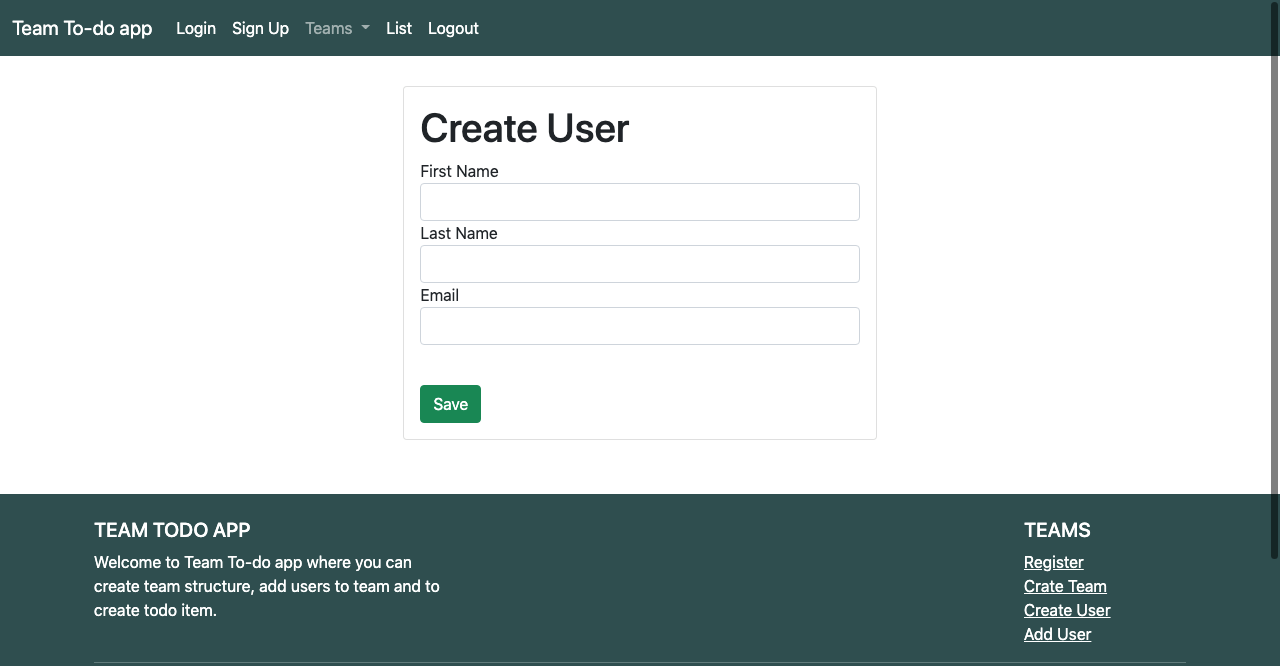 Team To-do app Login Sign Up Teams List Logout
Create User
First Name
Last Name
Email
Save
TEAM TODO APP
Welcome to Team To-do app where you can
create team structure, add users to team and to
create todo item.
TEAMS
Register
Crate Team
Create User
Add User